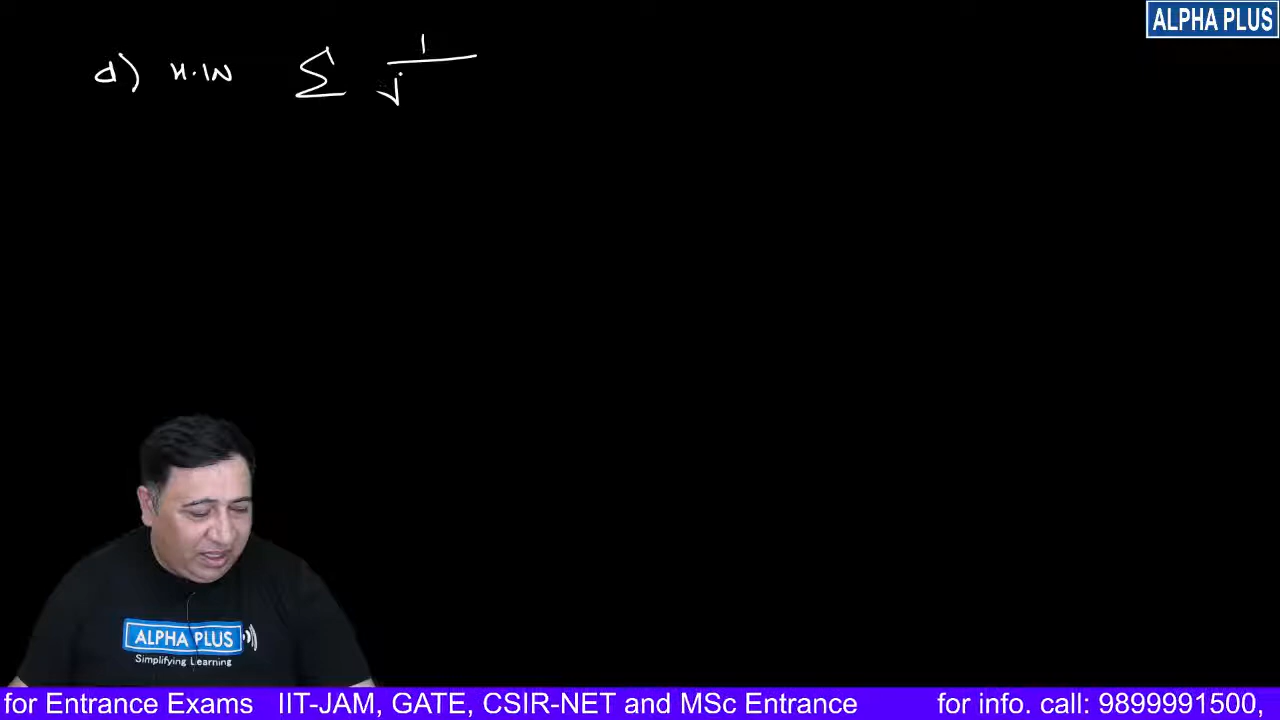 ALPHA PLUS
d) H.W ∑ 1/√
ALPHA PLUS
Simplifying Learning
for Entrance Exams IIT-JAM, GATE, CSIR-NET and MSc Entrance for info. call: 9899991500,